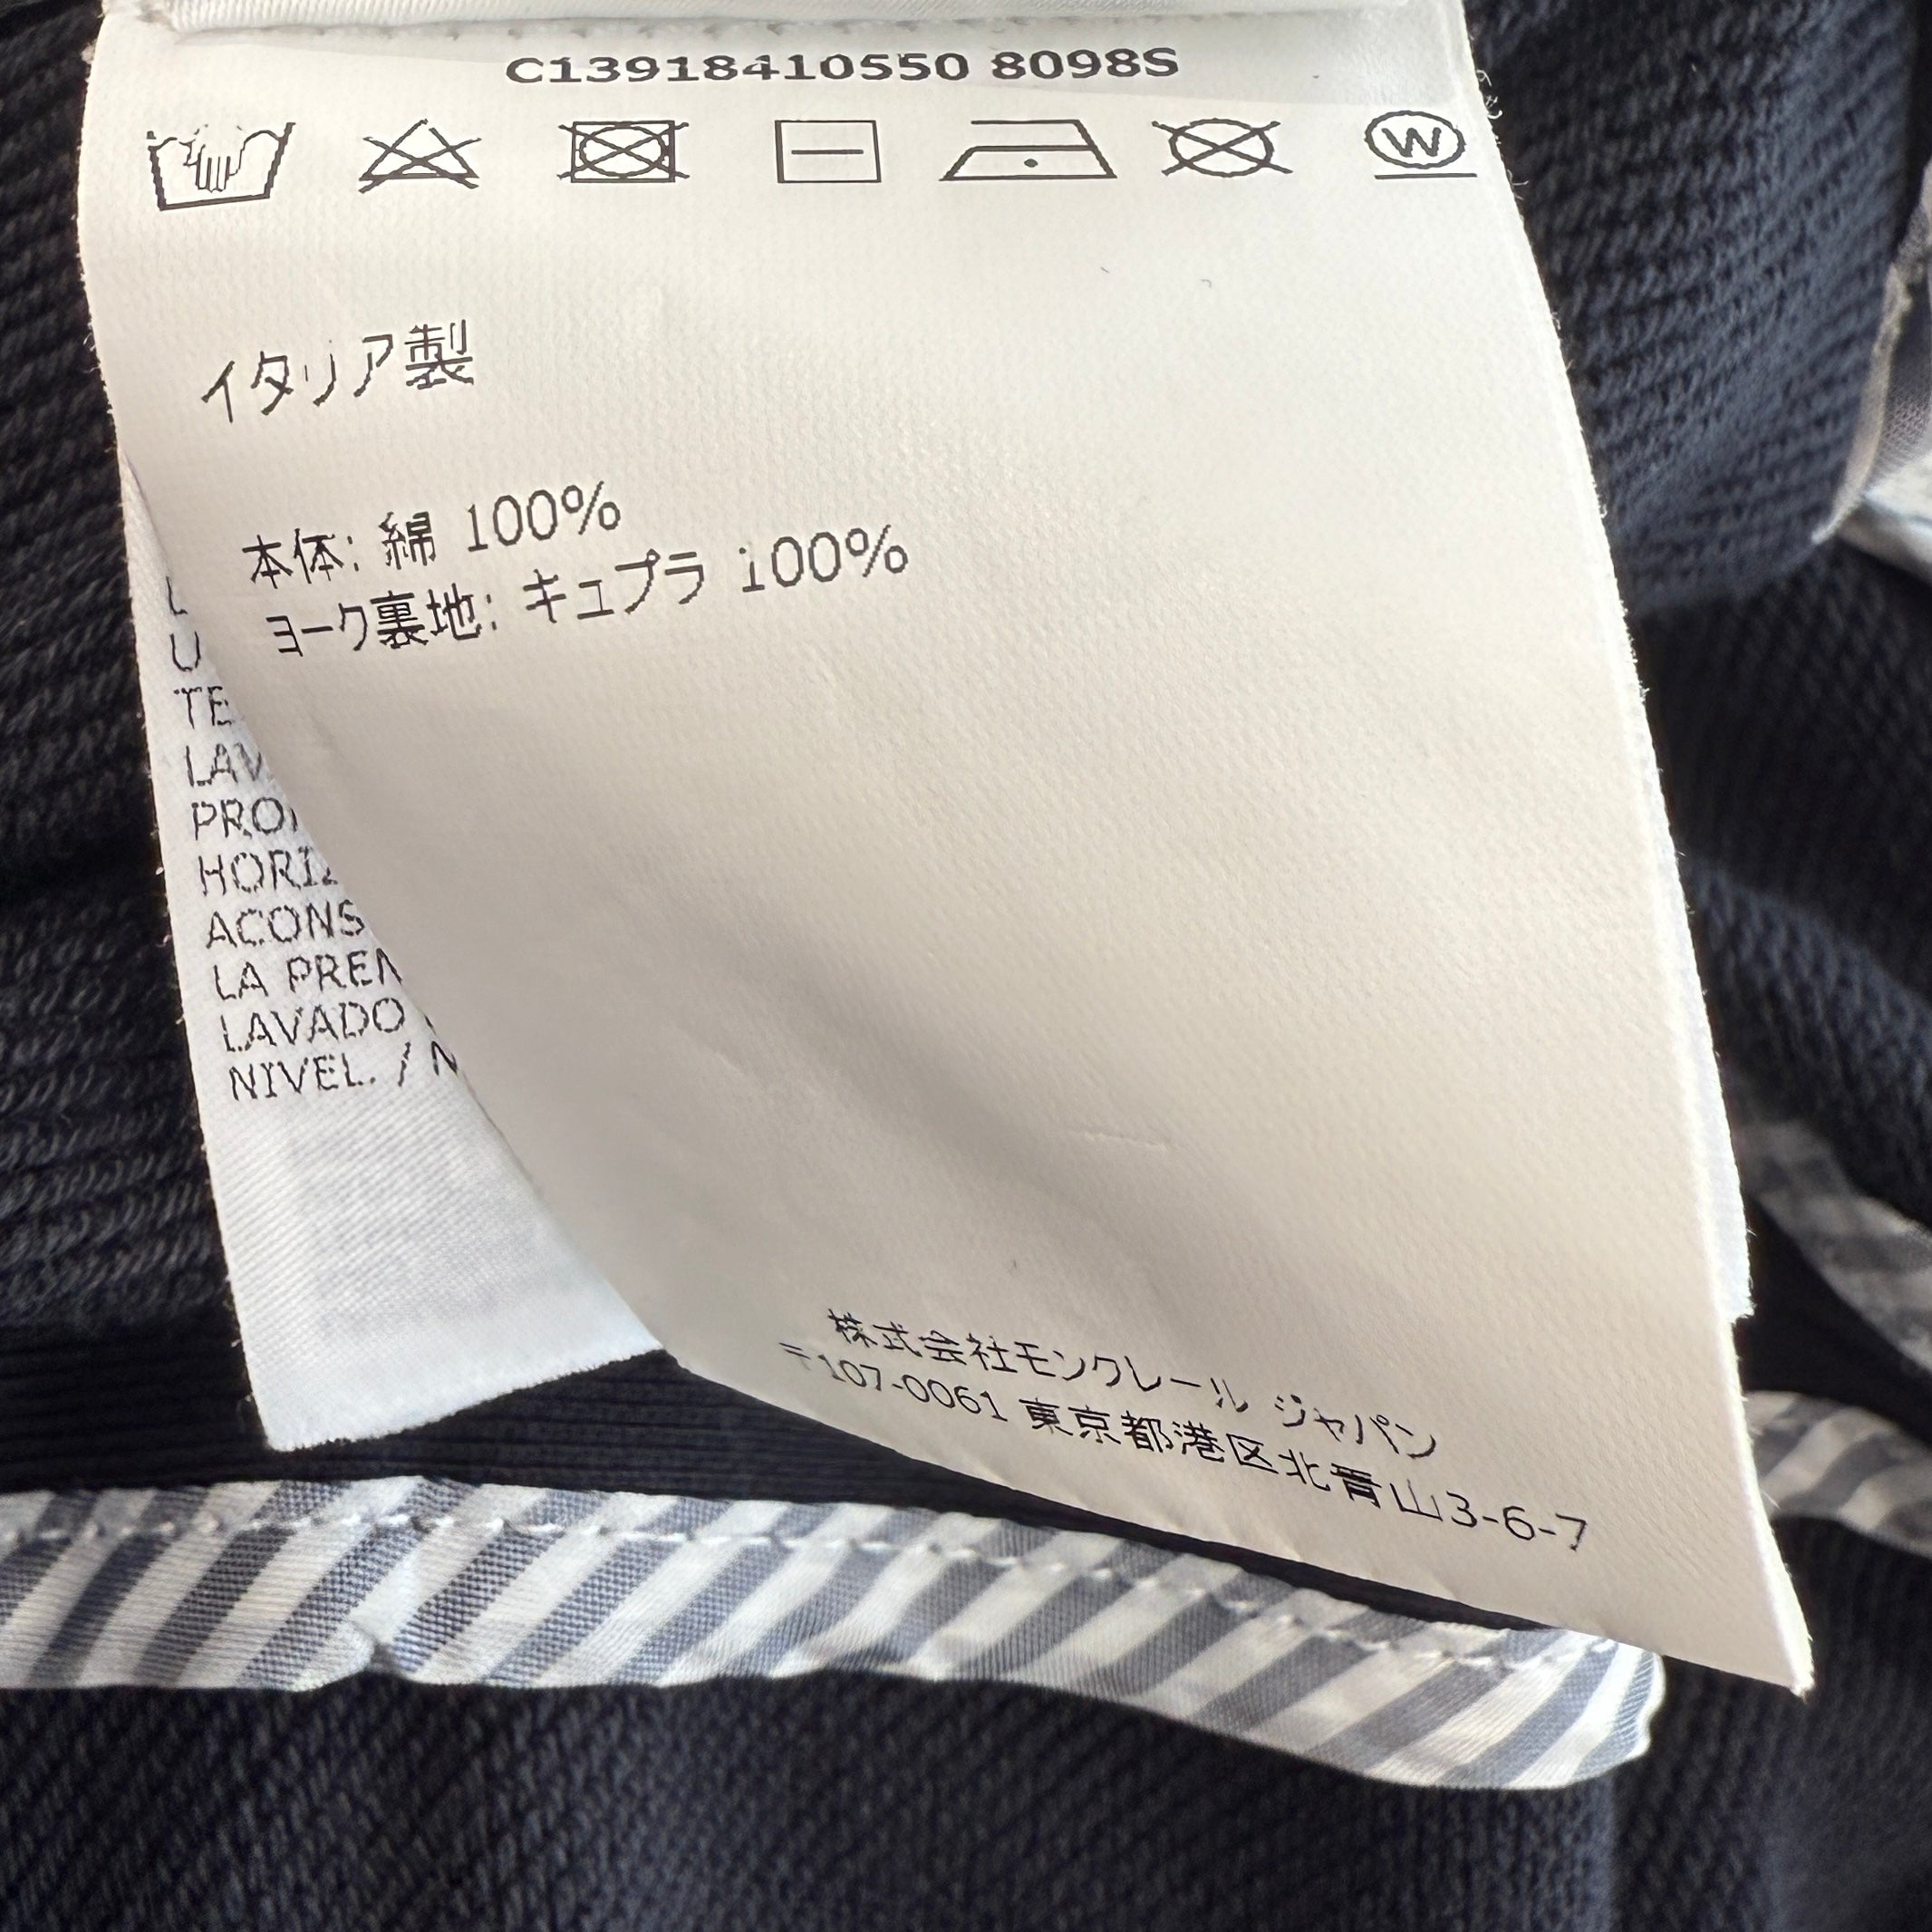 C13918410550 8098S
W
イタリア製
本体: 綿 100%
ヨーク裏地: キュプラ 100%
U
TE
LAV
PRO
HORIZ
ACONS
LA PREN
LAVADO
NIVEL. / N
株式会社モンクレール ジャパン
〒107-0061 東京都港区北青山3-6-7